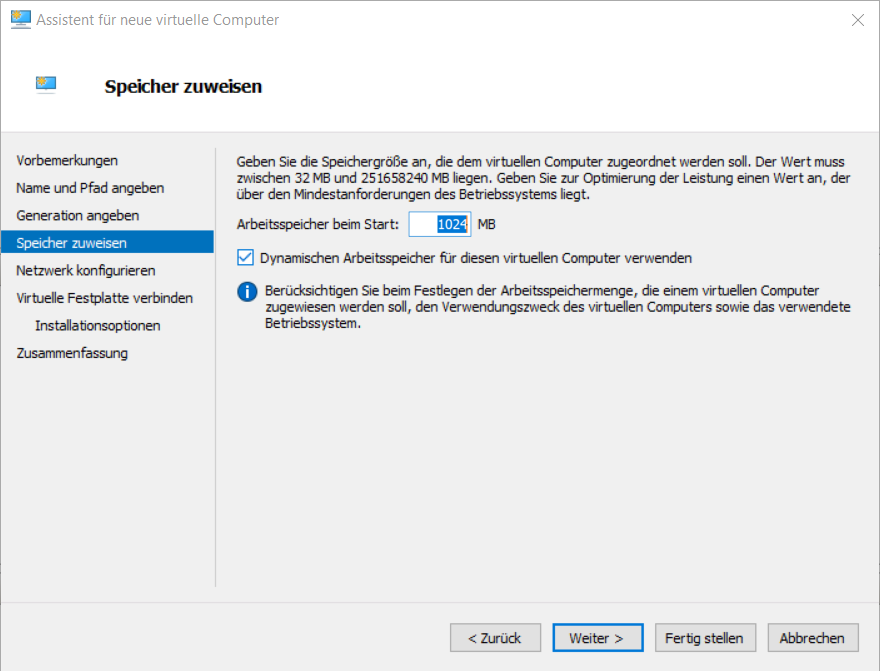 Assistent für neue virtuelle Computer
Speicher zuweisen
Vorbemerkungen
Name und Pfad angeben
Generation angeben
Speicher zuweisen
Netzwerk konfigurieren
Virtuelle Festplatte verbinden
Installationsoptionen
Zusammenfassung
Geben Sie die Speichergröße an, die dem virtuellen Computer zugeordnet werden soll. Der Wert muss
zwischen 32 MB und 251658240 MB liegen. Geben Sie zur Optimierung der Leistung einen Wert an, der
über den Mindestanforderungen des Betriebssystems liegt.
Arbeitsspeicher beim Start: 1024 MB
Dynamischen Arbeitsspeicher für diesen virtuellen Computer verwenden
Berücksichtigen Sie beim Festlegen der Arbeitsspeichermenge, die einem virtuellen Computer
zugewiesen werden soll, den Verwendungszweck des virtuellen Computers sowie das verwendete
Betriebssystem.
< Zurück Weiter > Fertig stellen Abbrechen